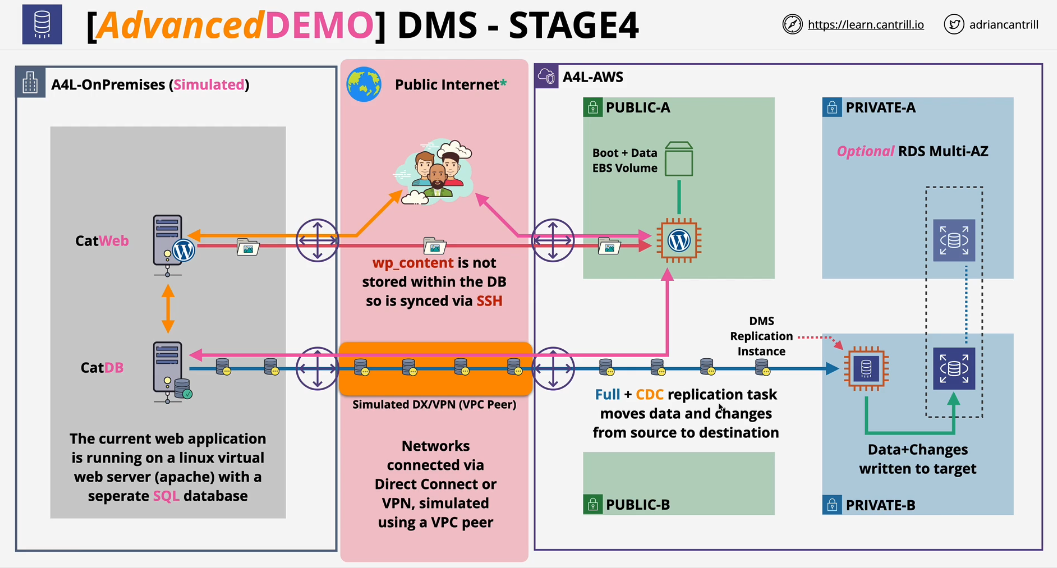 [AdvancedDEMO] DMS - STAGE4
https://learn.cantrill.io
adriancantrill
A4L-OnPremises (Simulated)
Public Internet*
A4L-AWS
PUBLIC-A
PRIVATE-A
Boot + Data
EBS Volume
Optional RDS Multi-AZ
CatWeb
wp_content is not
stored within the DB
so is synced via SSH
DMS
Replication
Instance
CatDB
Simulated DX/VPN (VPC Peer)
Full + CDC replication task
moves data and changes
from source to destination
The current web application
is running on a linux virtual
web server (apache) with a
seperate SQL database
Networks
connected via
Direct Connect or
VPN, simulated
using a VPC peer
Data+Changes
written to target
PUBLIC-B
PRIVATE-B